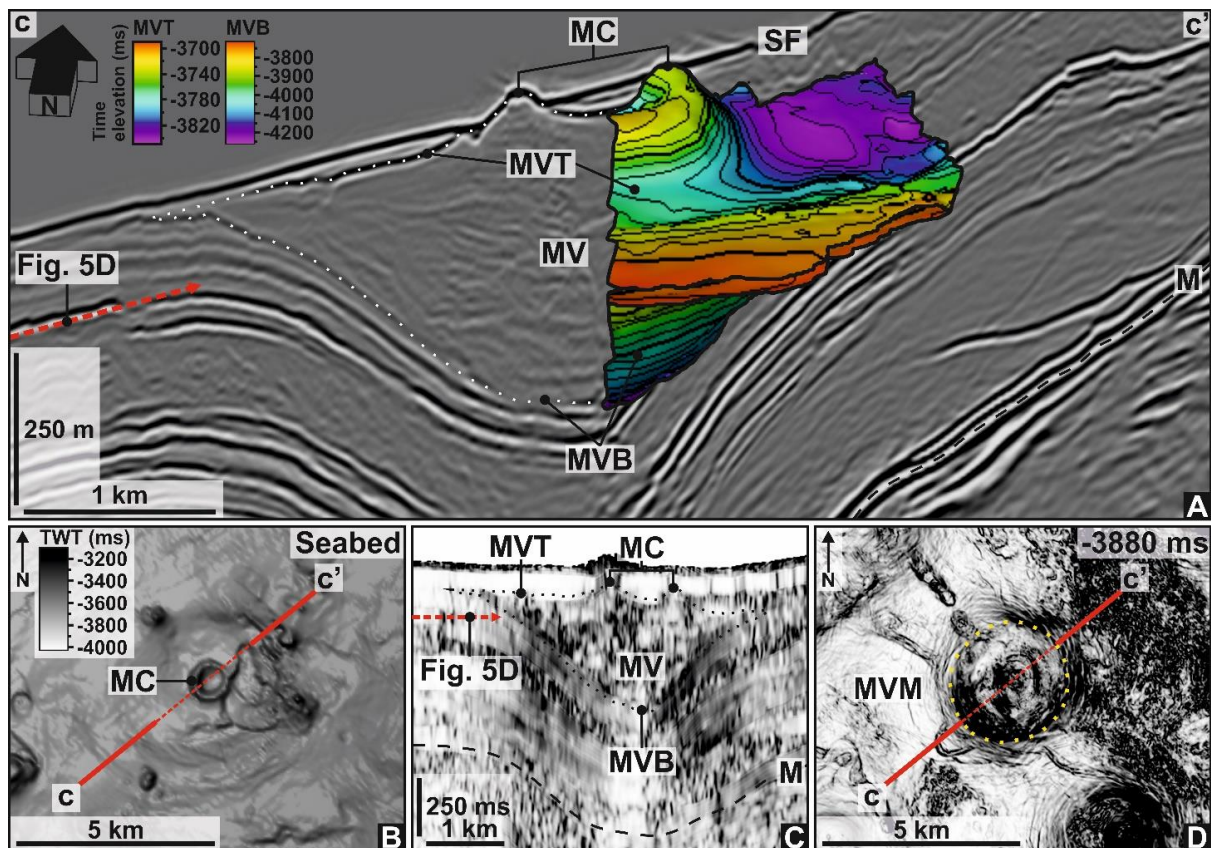 c
c'
N
MVT
MVB
Time
elevation (ms)
-3700
-3740
-3780
-3820
-3800
-3900
-4000
-4100
-4200
MC
SF
MVT
MV
Fig. 5D
M
MVB
250 m
1 km
A
N
TWT (ms)
-3200
-3400
-3600
-3800
-4000
Seabed
c'
MC
c
5 km
B
MVT
MC
MV
Fig. 5D
MVB
M
250 ms
1 km
C
N
-3880 ms
c'
MVM
c
5 km
D